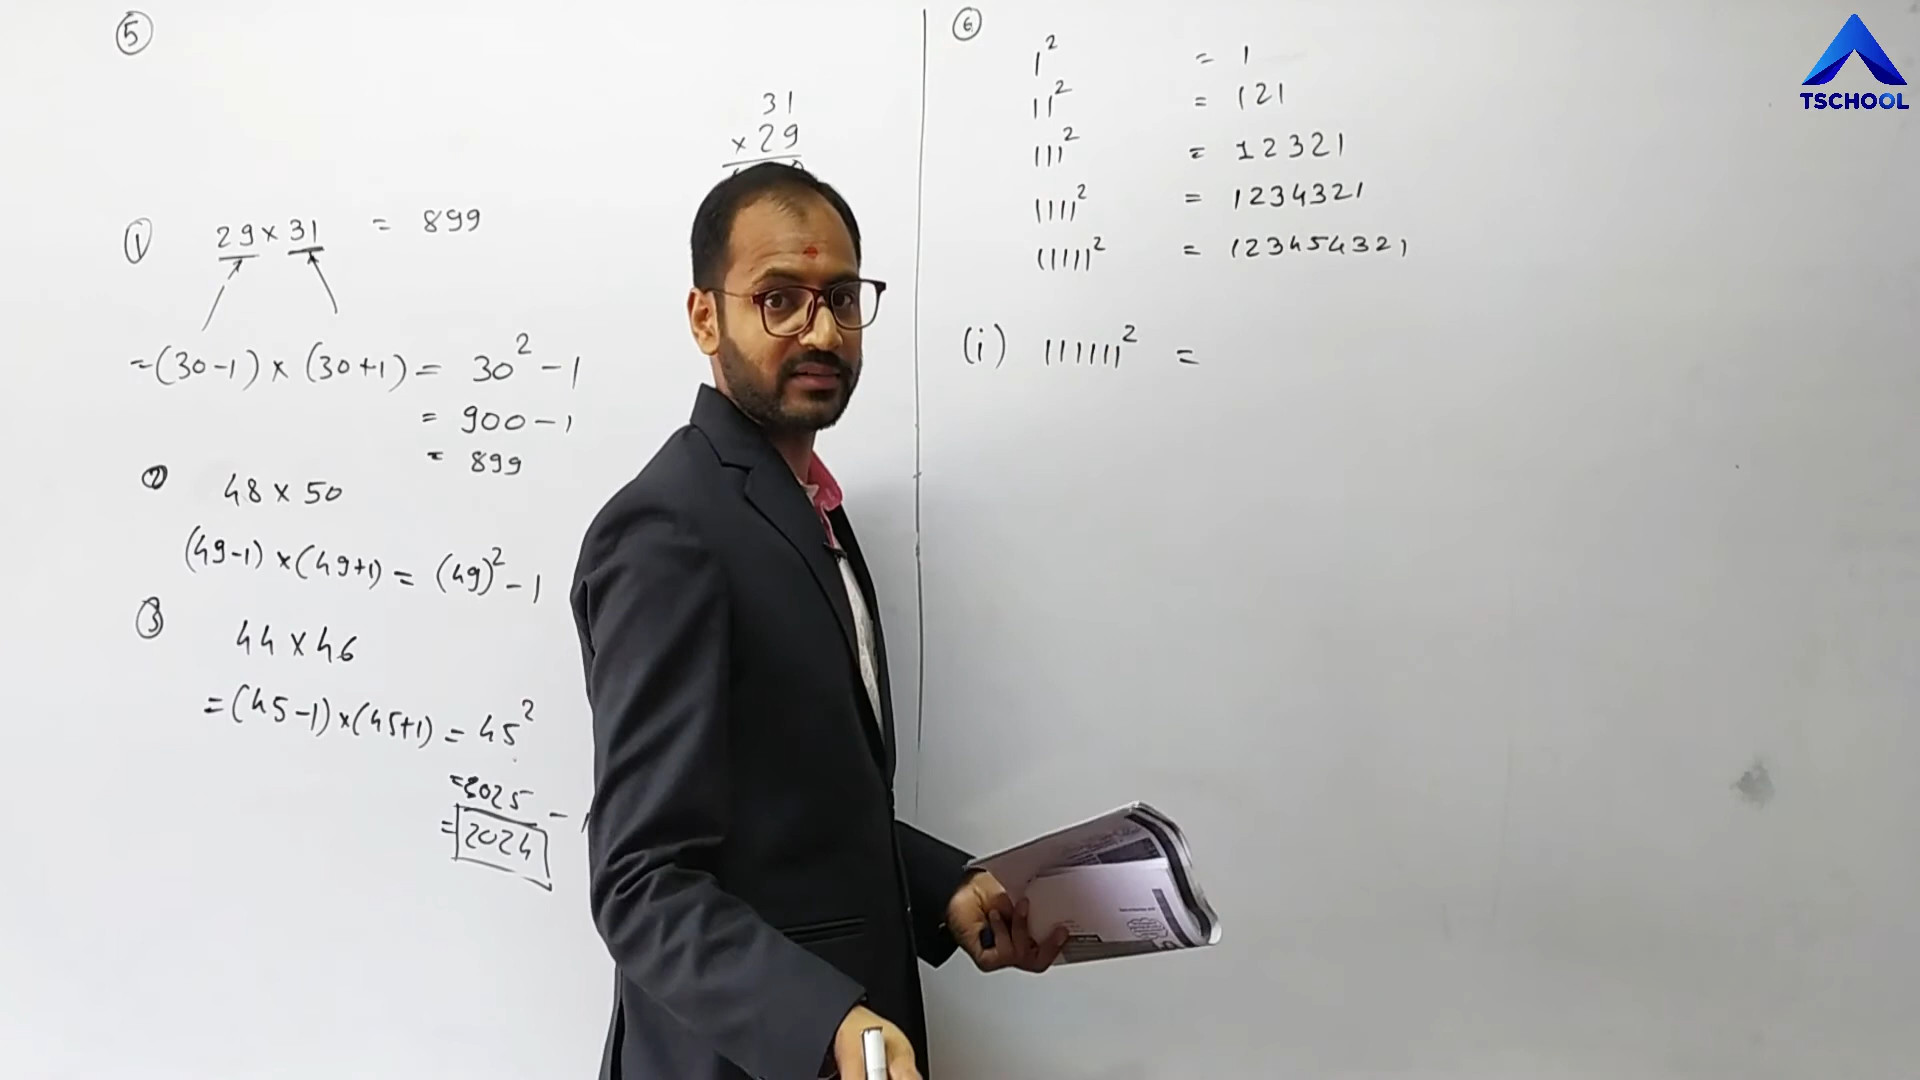 ⑤
31
× 29
① 29 × 31 = 899
= (30-1) × (30+1) = 30² - 1
= 900 - 1
= 899
② 48 × 50
(49-1) × (49+1) = (49)² - 1
③ 44 × 46
= (45-1) × (45+1) = 45²
= 2025 - 1
= 2024
⑥
1² = 1
11² = 121
111² = 12321
1111² = 1234321
11111² = 123454321
(i) 111111² =
TSCHOOL